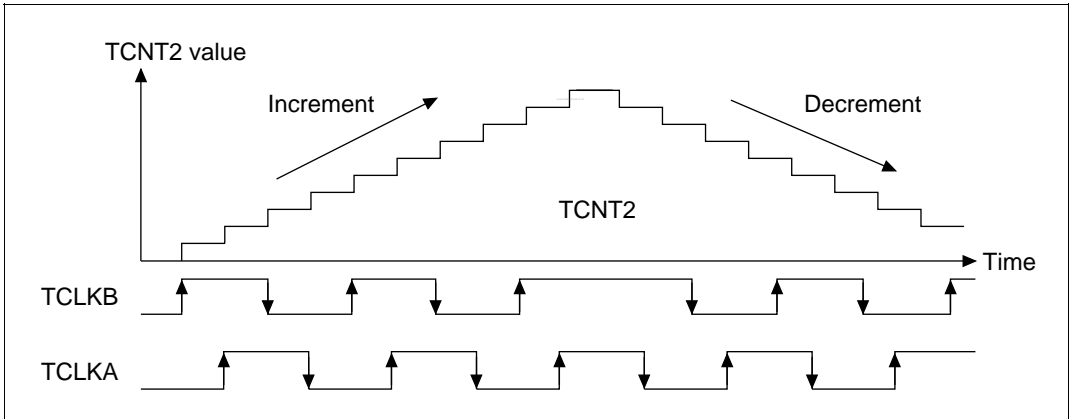 TCNT2 value
Increment
Decrement
TCNT2
Time
TCLKB
TCLKA